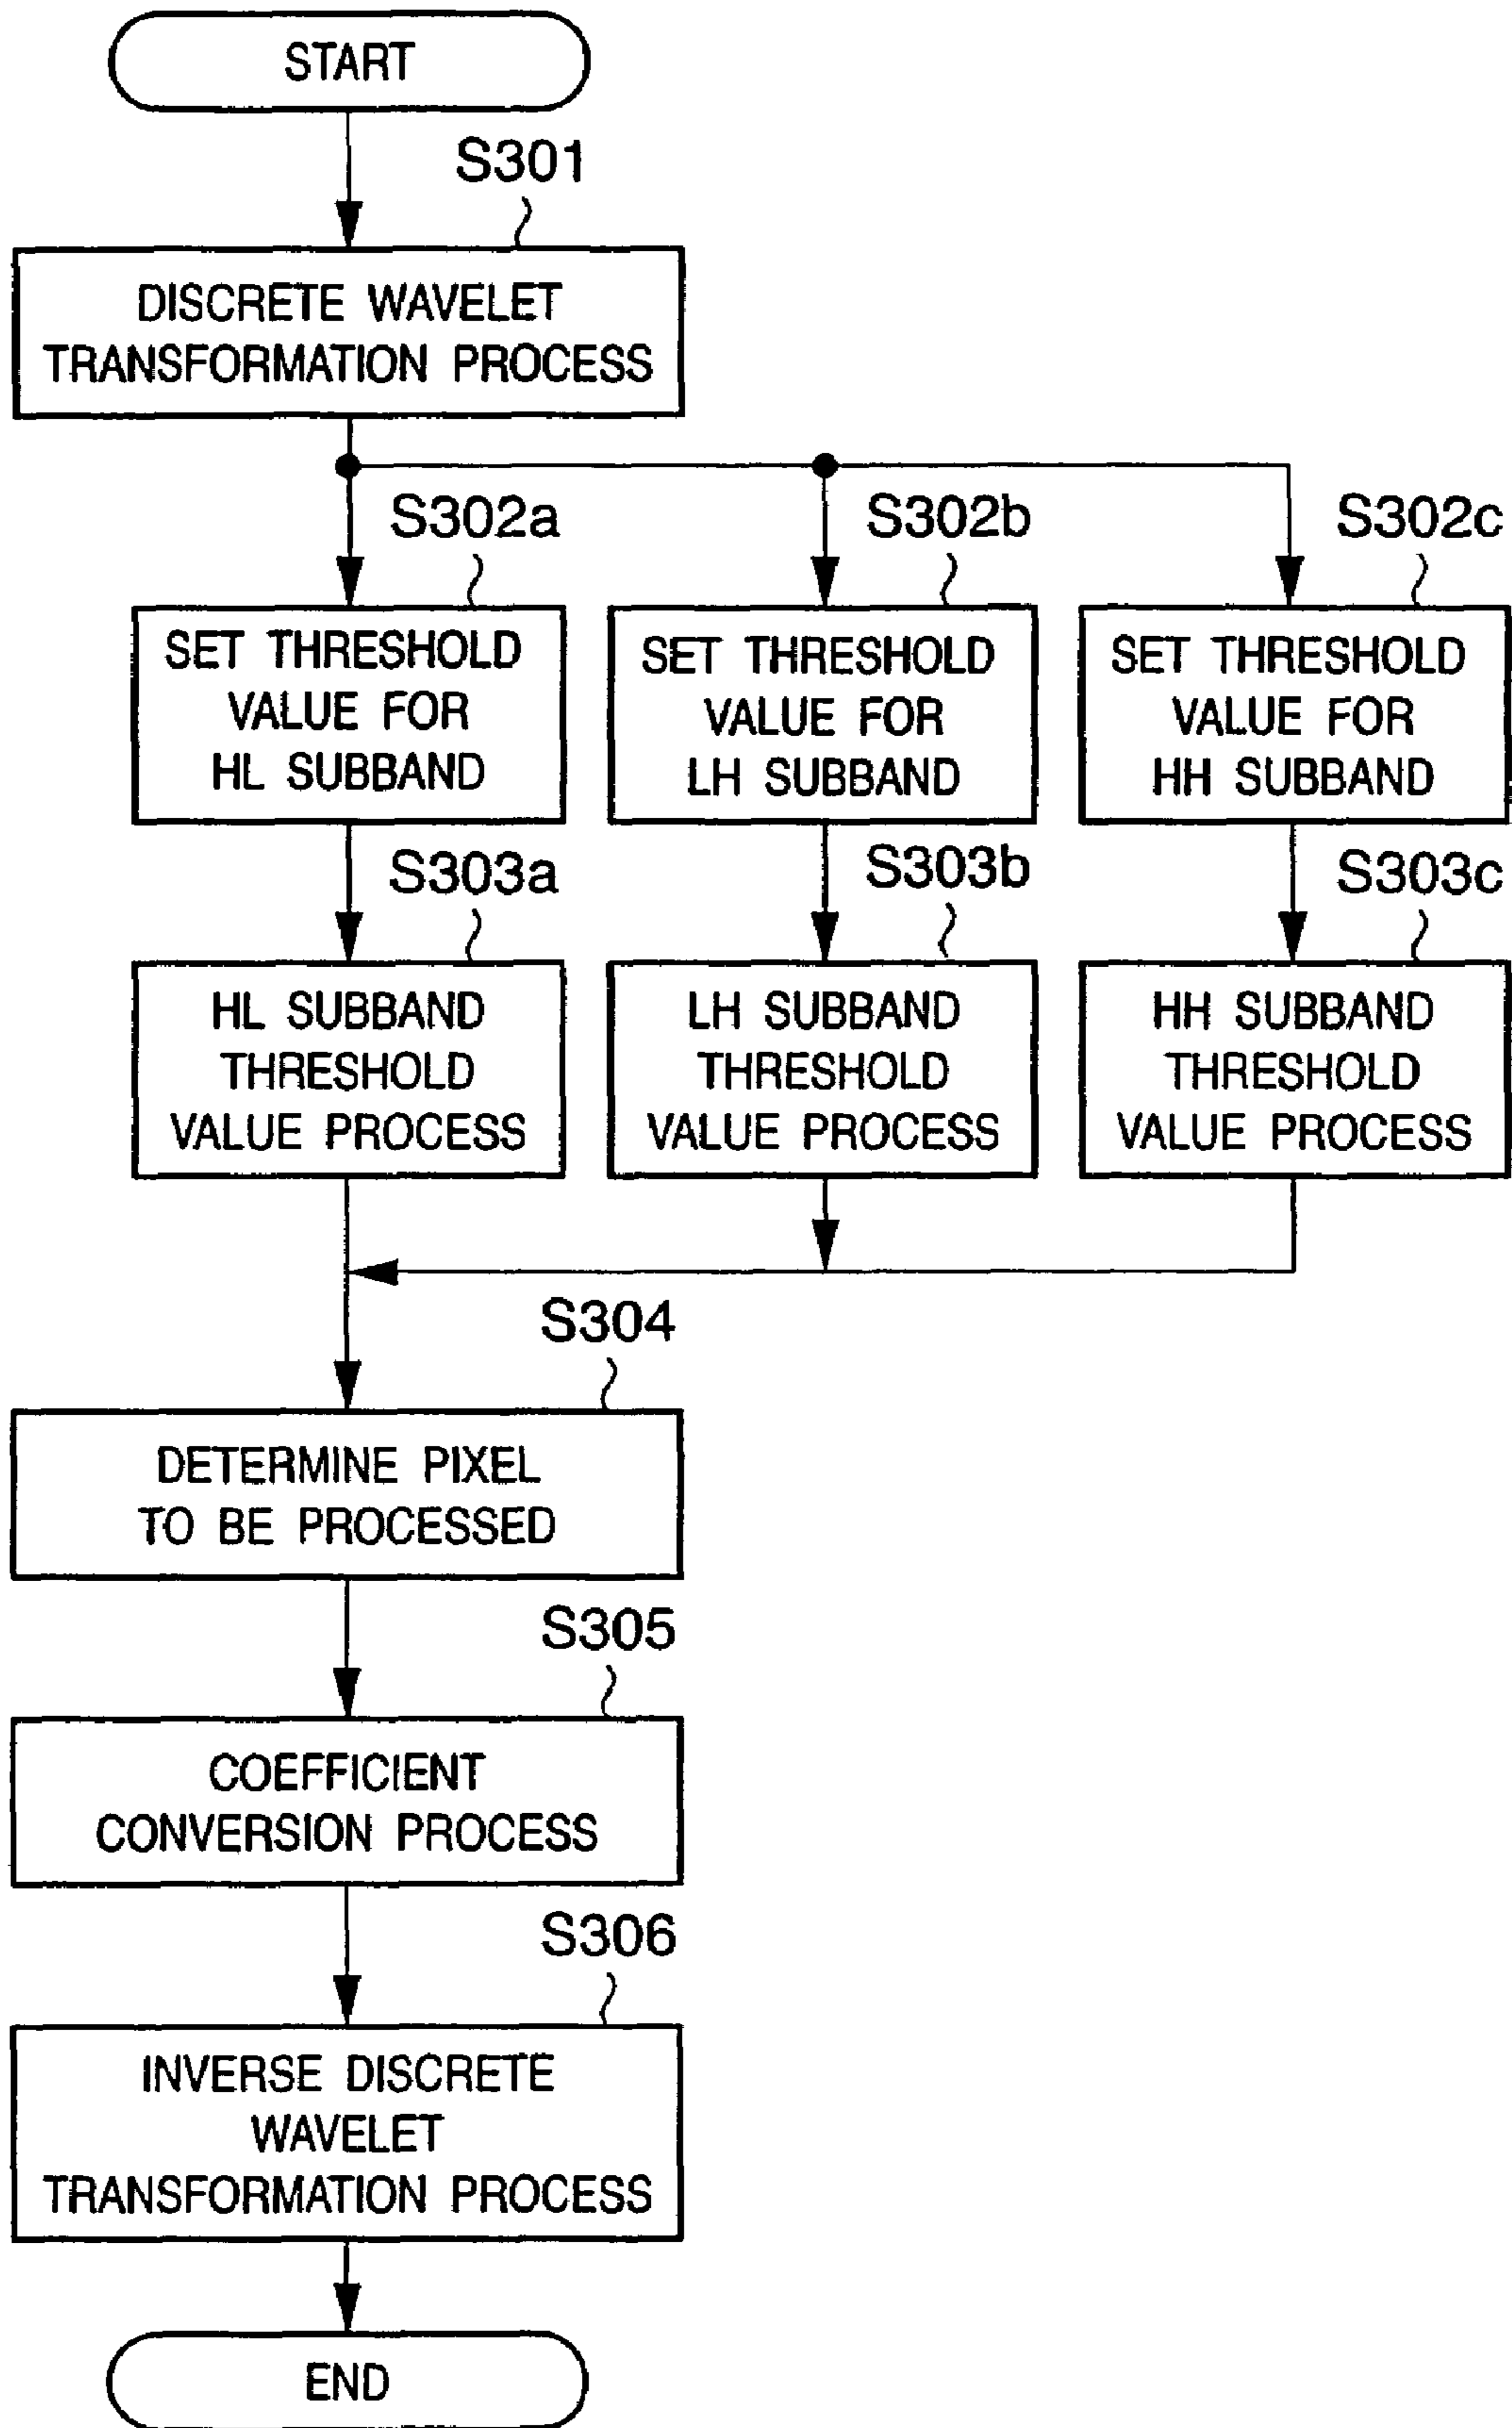 START
S301
DISCRETE WAVELET
TRANSFORMATION PROCESS
S302a
S302b
S302c
SET THRESHOLD
VALUE FOR
HL SUBBAND
SET THRESHOLD
VALUE FOR
LH SUBBAND
SET THRESHOLD
VALUE FOR
HH SUBBAND
S303a
S303b
S303c
HL SUBBAND
THRESHOLD
VALUE PROCESS
LH SUBBAND
THRESHOLD
VALUE PROCESS
HH SUBBAND
THRESHOLD
VALUE PROCESS
S304
DETERMINE PIXEL
TO BE PROCESSED
S305
COEFFICIENT
CONVERSION PROCESS
S306
INVERSE DISCRETE
WAVELET
TRANSFORMATION PROCESS
END